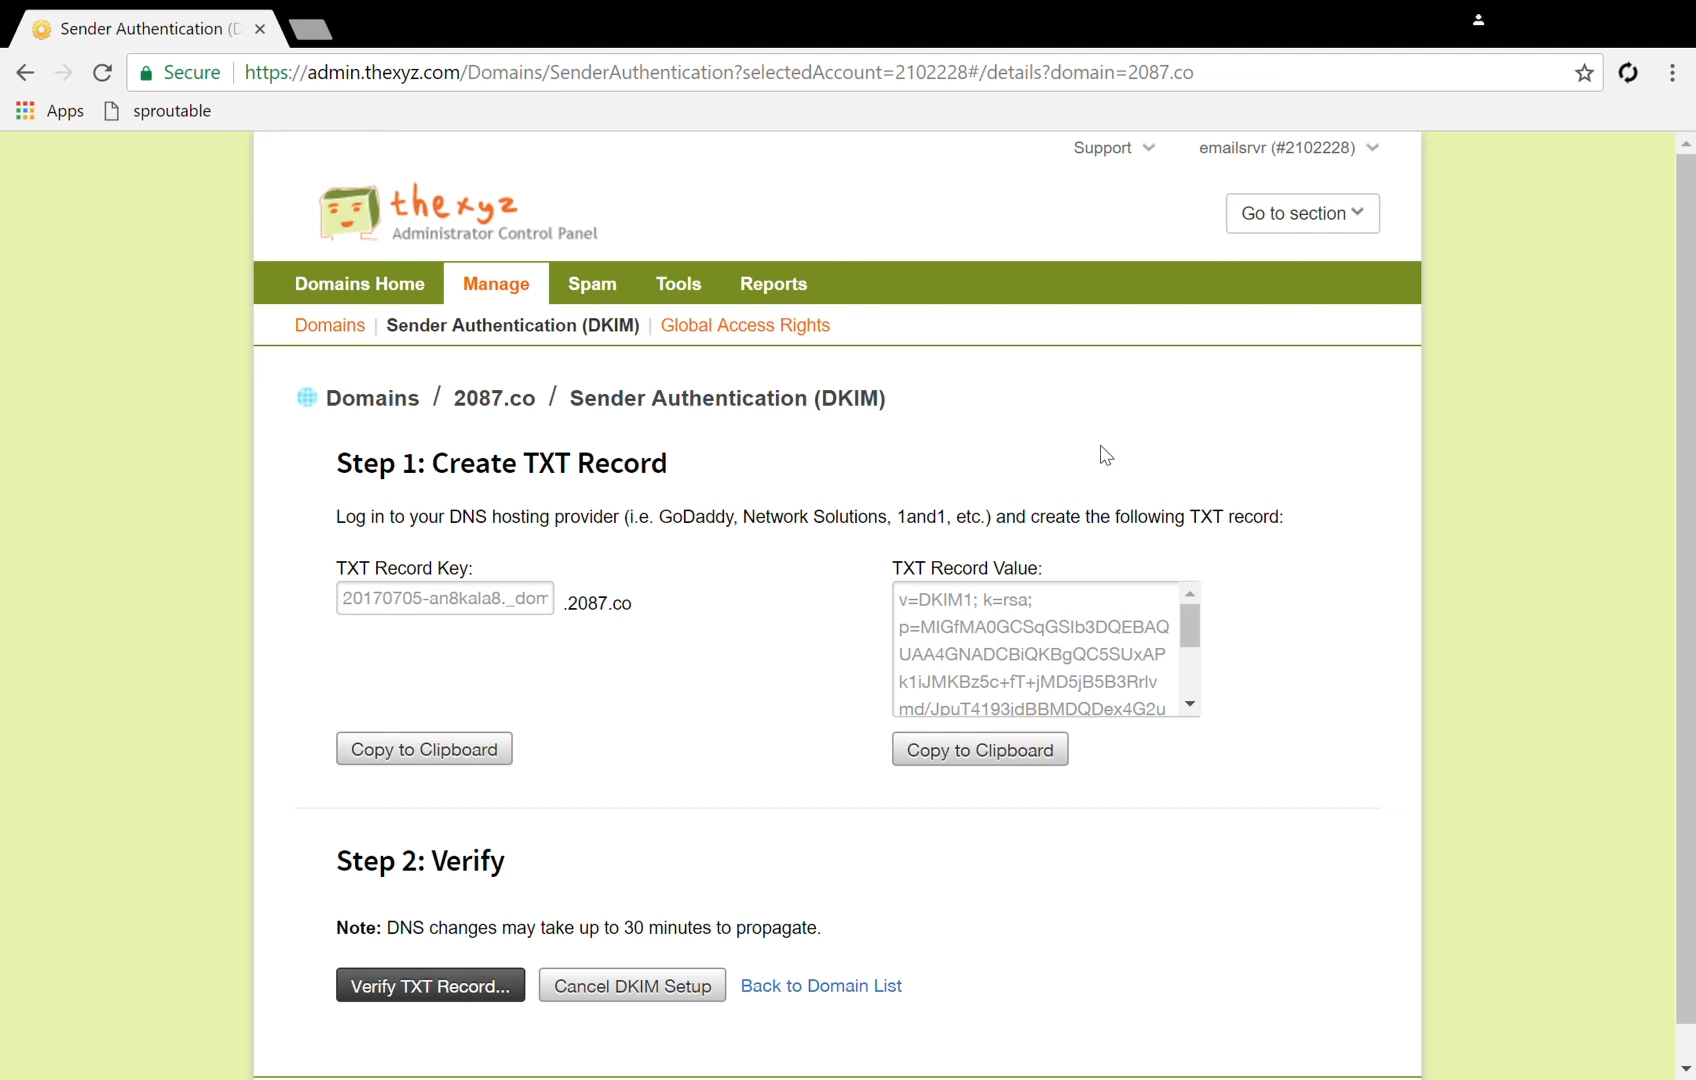 Sender Authentication (D
Secure https://admin.thexyz.com/Domains/SenderAuthentication?selectedAccount=2102228#/details?domain=2087.co
Apps sproutable
Support emailsrvr (#2102228)
thexyz
Administrator Control Panel
Go to section
Domains Home Manage Spam Tools Reports
Domains | Sender Authentication (DKIM) | Global Access Rights
Domains / 2087.co / Sender Authentication (DKIM)
Step 1: Create TXT Record
Log in to your DNS hosting provider (i.e. GoDaddy, Network Solutions, 1and1, etc.) and create the following TXT record:
TXT Record Key:
20170705-an8kala8._dom .2087.co
TXT Record Value:
v=DKIM1; k=rsa;
p=MIGfMA0GCSqGSIb3DQEBAQ
UAA4GNADCBiQKBgQC5SUxAP
k1iJMKBz5c+fT+jMD5jB5B3Rrlv
md/JpuT4193jdBBMDQDex4G2u
Copy to Clipboard Copy to Clipboard
Step 2: Verify
Note: DNS changes may take up to 30 minutes to propagate.
Verify TXT Record... Cancel DKIM Setup Back to Domain List